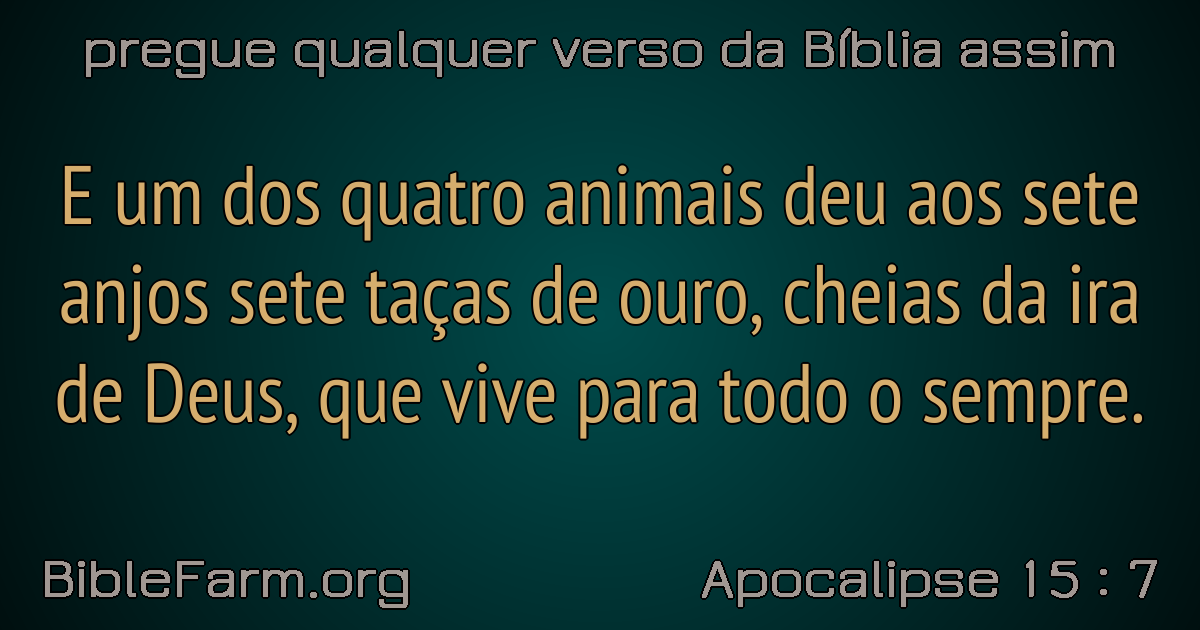 pregue qualquer verso da Bíblia assim
E um dos quatro animais deu aos sete
anjos sete taças de ouro, cheias da ira
de Deus, que vive para todo o sempre.
BibleFarm.org
Apocalipse 15 : 7